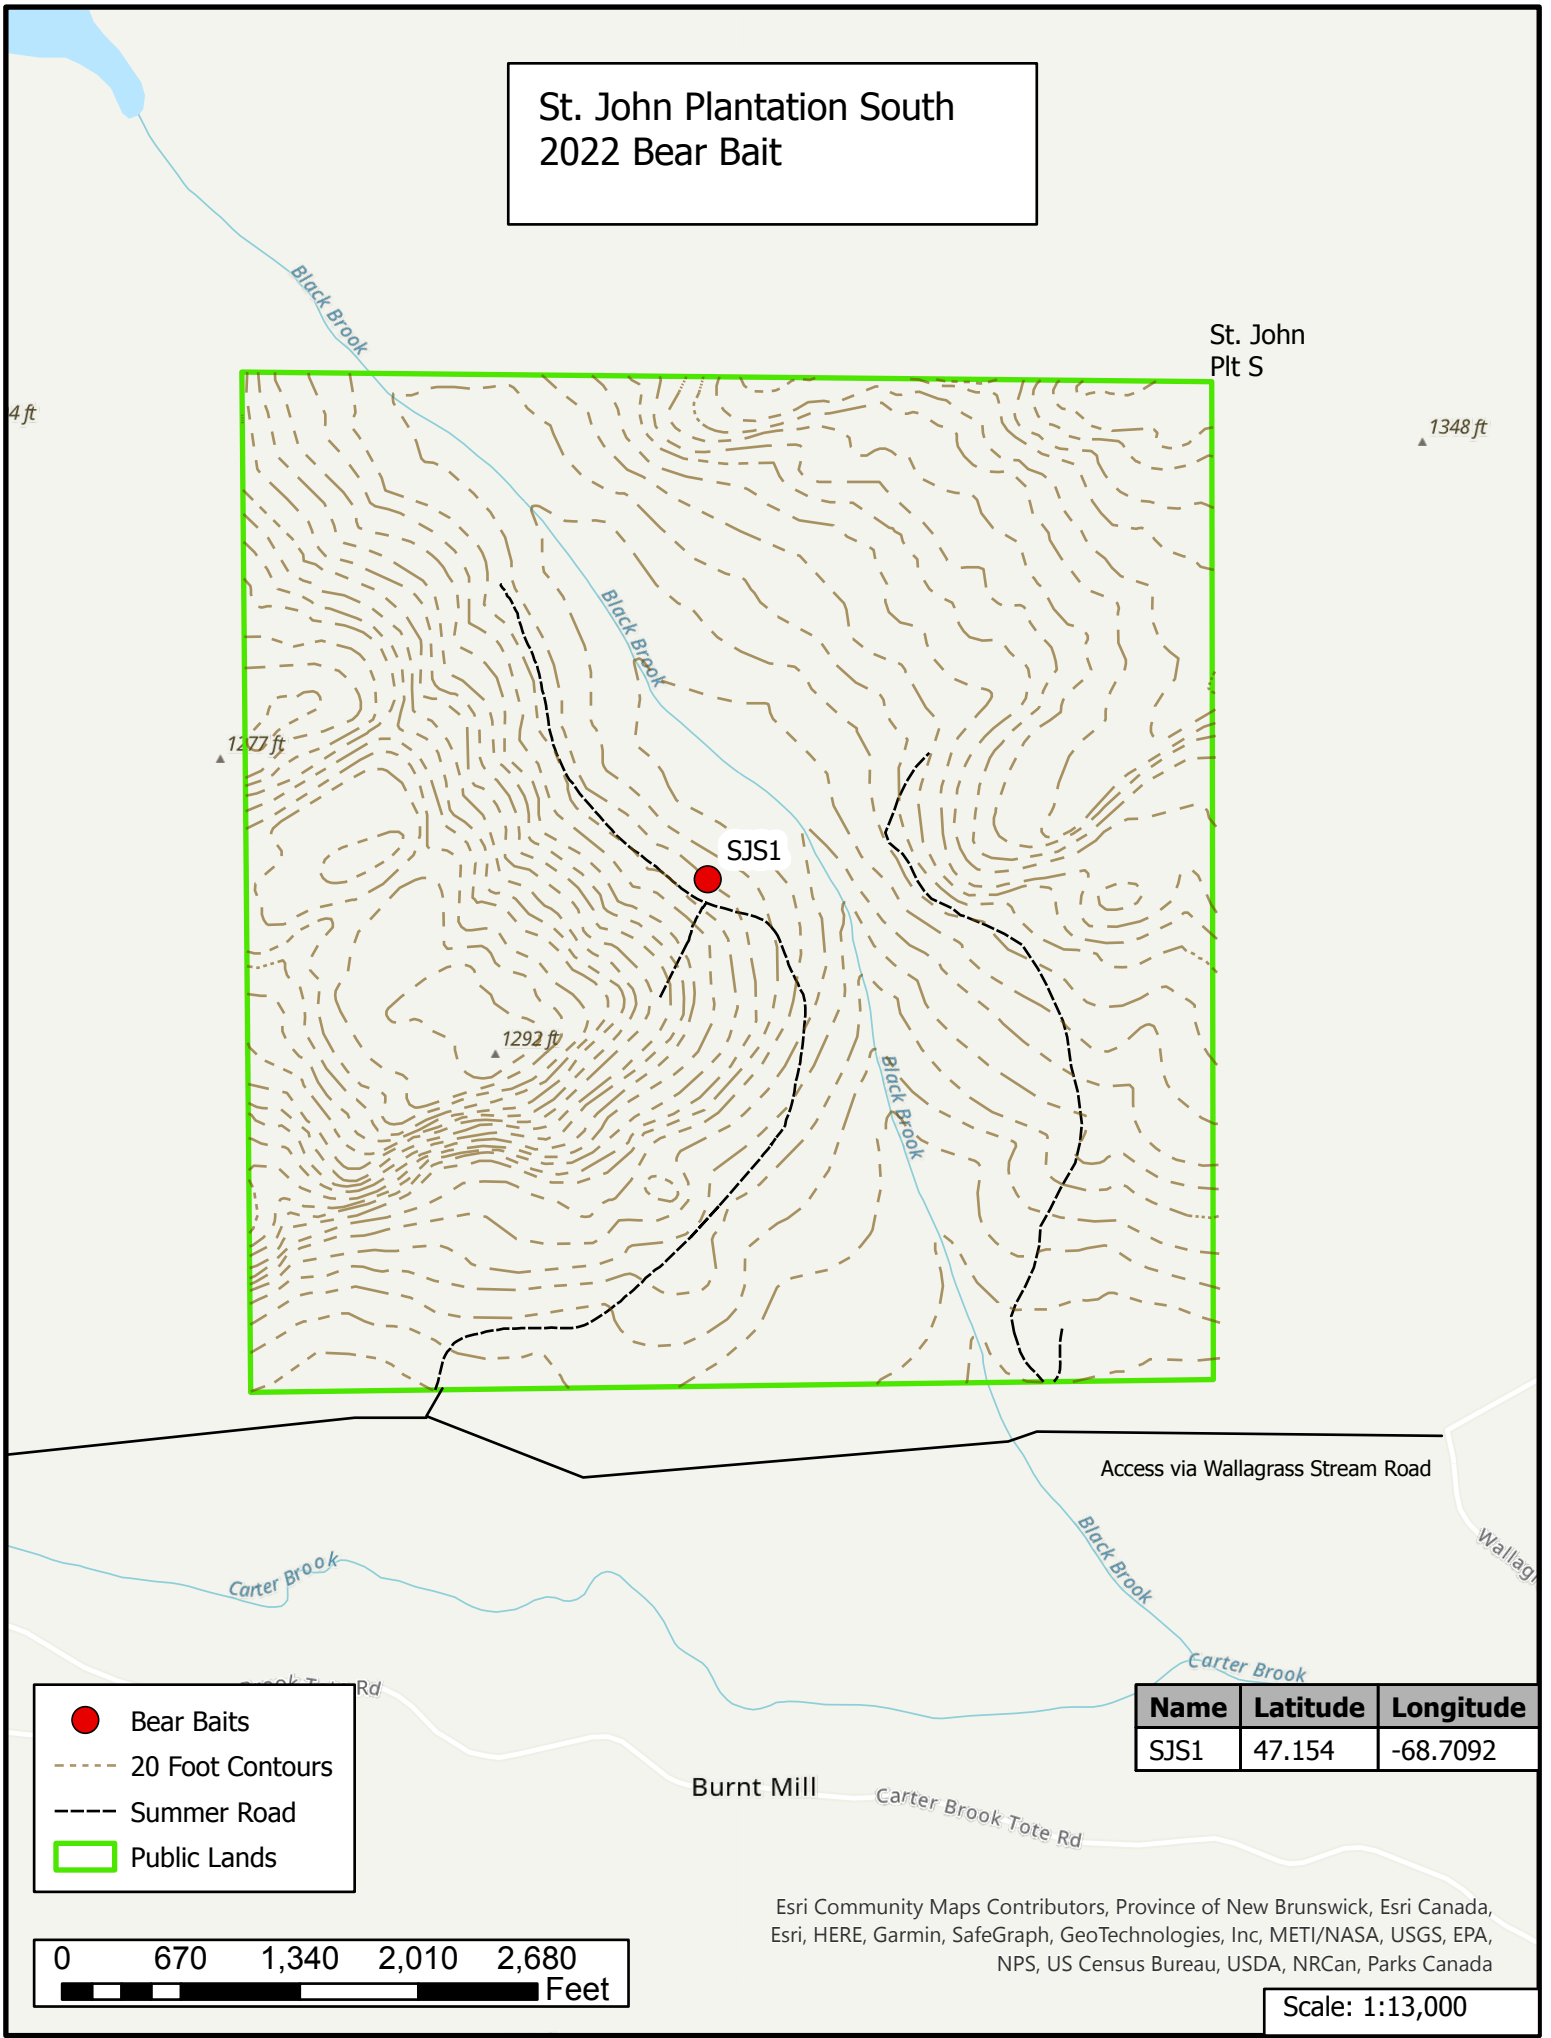 St. John Plantation South
2022 Bear Bait
Black Brook
St. John
Plt S
4 ft
1348 ft
Black Brook
1277 ft
SJS1
1292 ft
Black Brook
Access via Wallagrass Stream Road
Black Brook
Wallagr
Carter Brook
Carter Brook
Rd
Name Latitude Longitude
SJS1 47.154 -68.7092
Bear Baits
20 Foot Contours
Summer Road
Public Lands
Burnt Mill
Carter Brook Tote Rd
Esri Community Maps Contributors, Province of New Brunswick, Esri Canada,
Esri, HERE, Garmin, SafeGraph, GeoTechnologies, Inc, METI/NASA, USGS, EPA,
NPS, US Census Bureau, USDA, NRCan, Parks Canada
0 670 1,340 2,010 2,680
Feet
Scale: 1:13,000